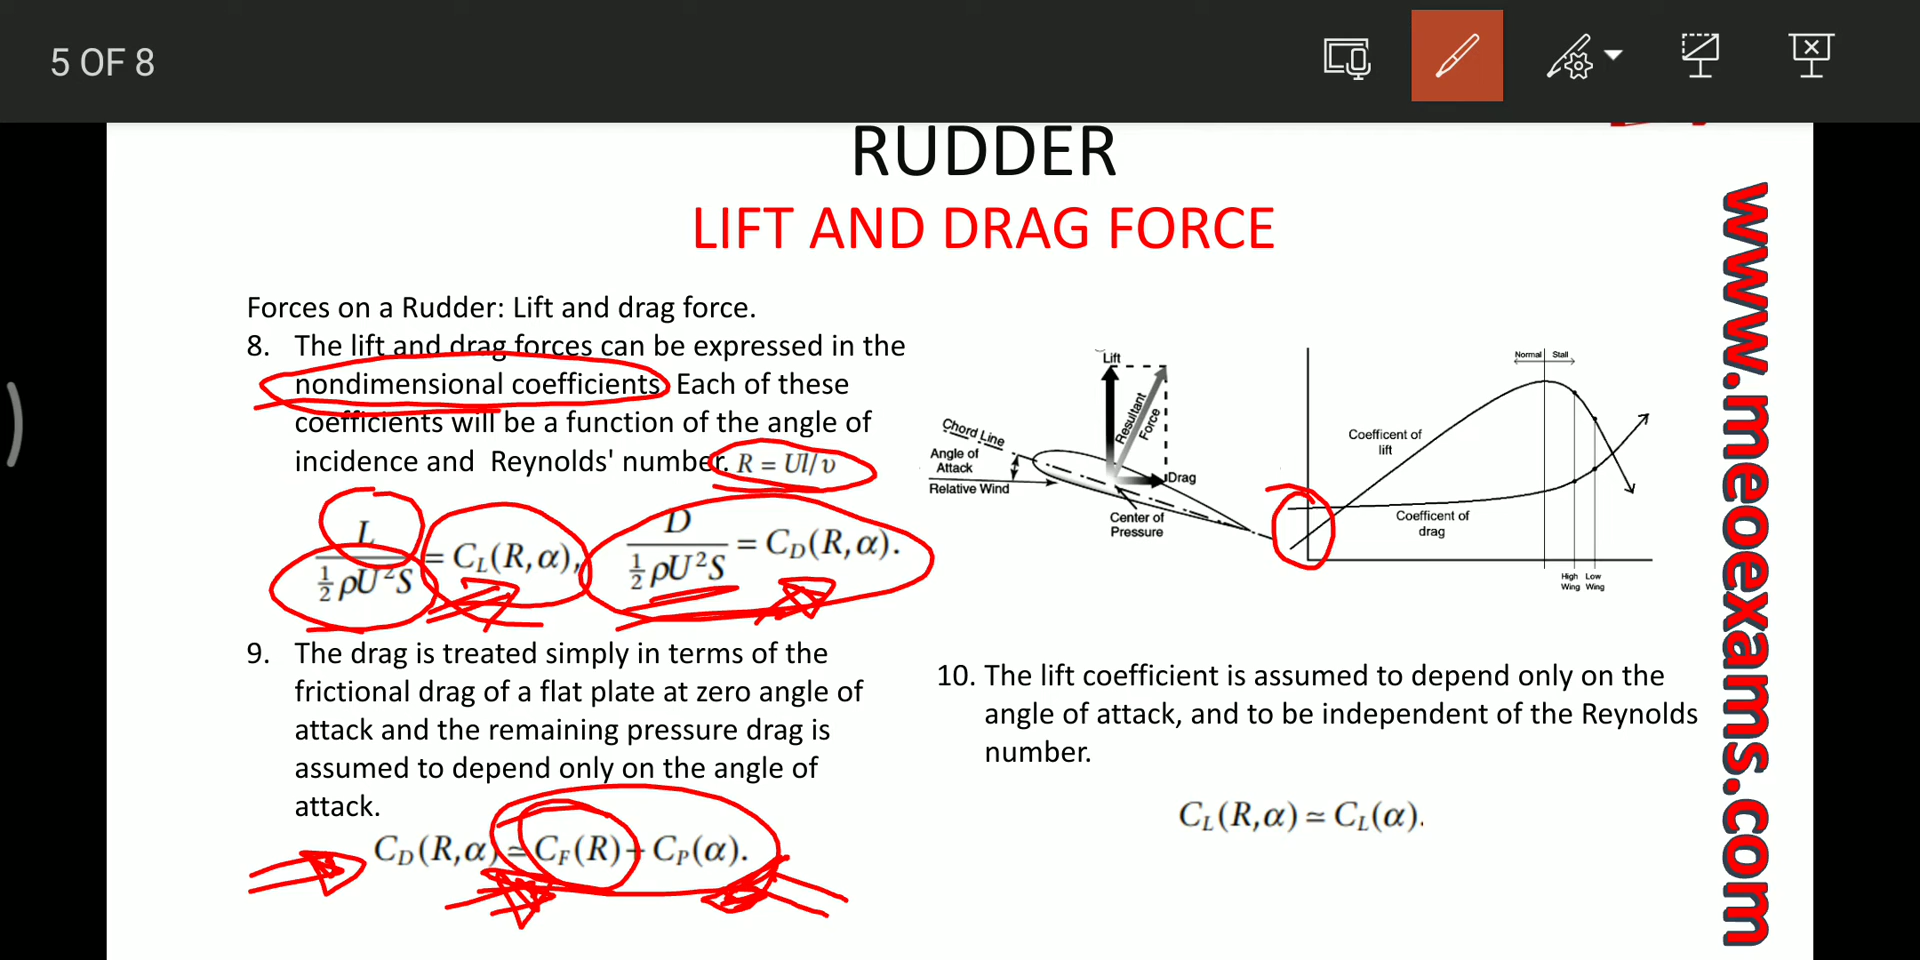 5 OF 8
RUDDER
LIFT AND DRAG FORCE
Forces on a Rudder: Lift and drag force.
8. The lift and drag forces can be expressed in the
nondimensional coefficients. Each of these
coefficients will be a function of the angle of
incidence and Reynolds' number. R = Ul/υ
L / ½ρU²S = C_L(R,α), D / ½ρU²S = C_D(R,α).
9. The drag is treated simply in terms of the
frictional drag of a flat plate at zero angle of
attack and the remaining pressure drag is
assumed to depend only on the angle of
attack.
C_D(R,α) ≃ C_F(R) + C_P(α).
Lift
Resultant
Force
Chord Line
Angle of
Attack
Relative Wind
Drag
Center of
Pressure
Normal Stall
Coefficent of
lift
Coefficent of
drag
High
Wing
Low
Wing
10. The lift coefficient is assumed to depend only on the
angle of attack, and to be independent of the Reynolds
number.
C_L(R,α) ≃ C_L(α).
www.meoexams.com